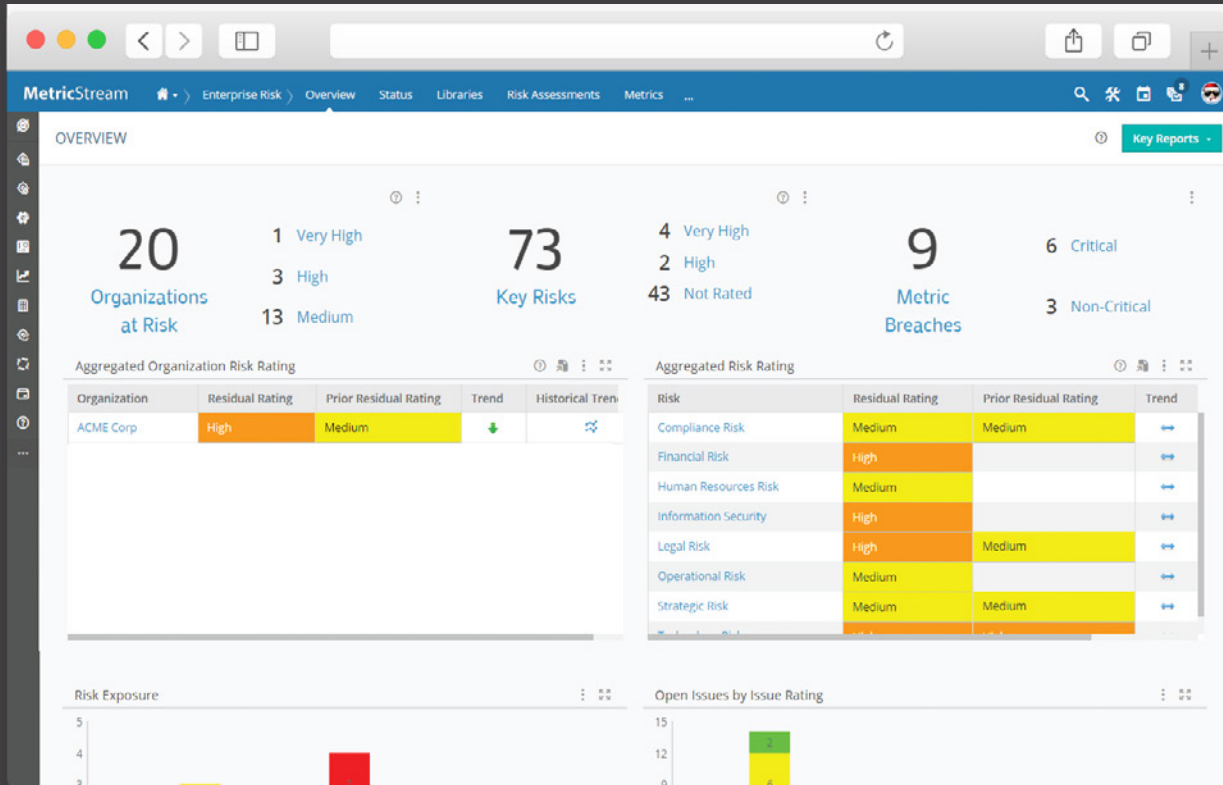 MetricStream Enterprise Risk Overview Status Libraries Risk Assessments Metrics ...
OVERVIEW
Key Reports
20
Organizations
at Risk
1 Very High
3 High
13 Medium
73
Key Risks
4 Very High
2 High
43 Not Rated
9
Metric
Breaches
6 Critical
3 Non-Critical
Aggregated Organization Risk Rating
Organization Residual Rating Prior Residual Rating Trend Historical Tren
ACME Corp High Medium
Aggregated Risk Rating
Risk Residual Rating Prior Residual Rating Trend
Compliance Risk Medium Medium
Financial Risk High
Human Resources Risk Medium
Information Security High
Legal Risk High Medium
Operational Risk Medium
Strategic Risk Medium Medium
Risk Exposure
5
4
3
Open Issues by Issue Rating
15
12
9
2
6